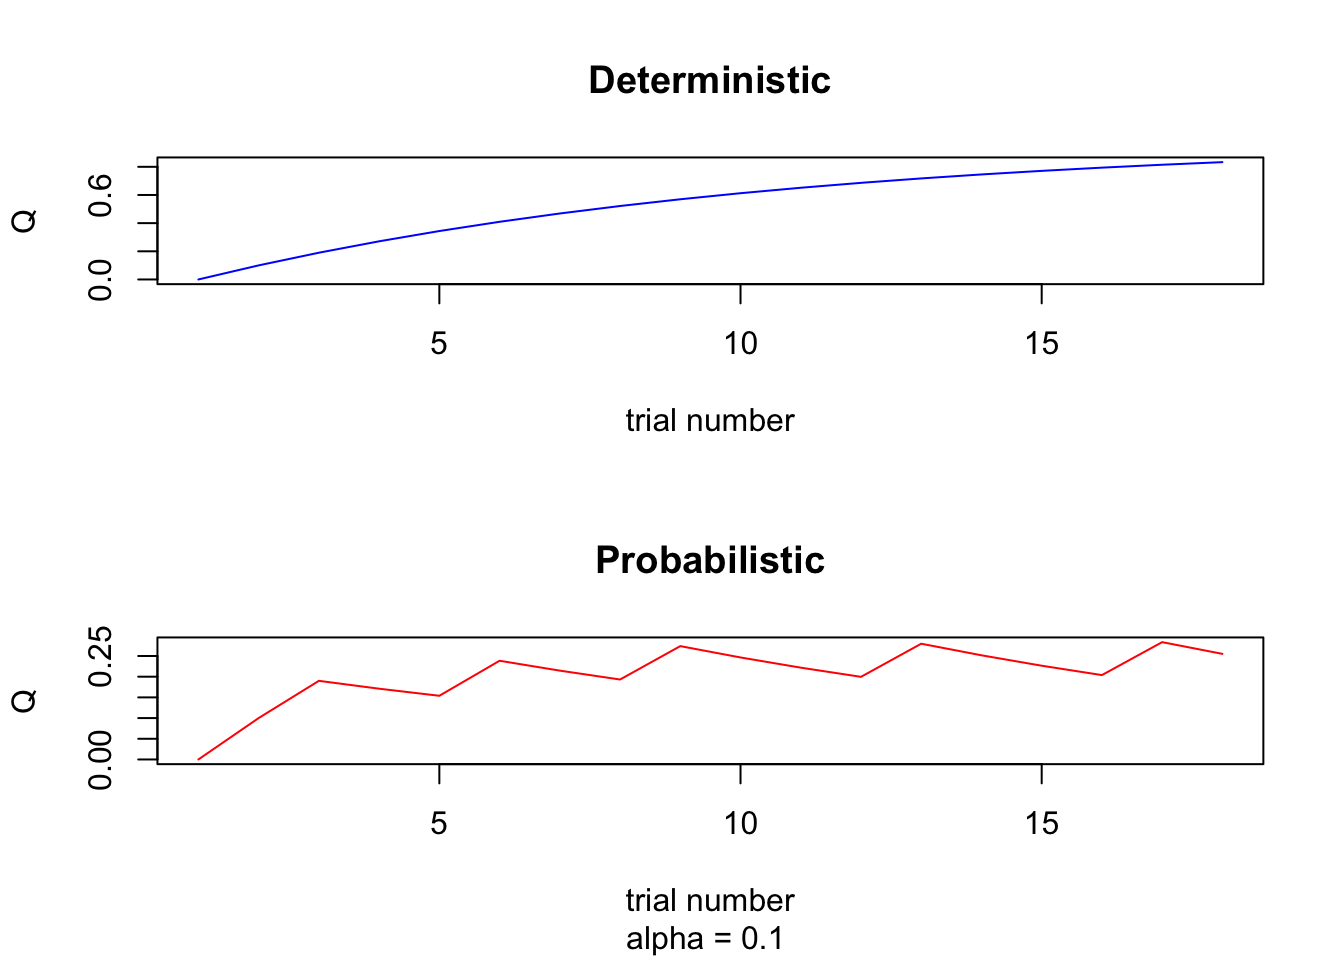 Deterministic
Q
0.6
0.0
5 10 15
trial number
Probabilistic
Q
0.25
0.00
5 10 15
trial number
alpha = 0.1